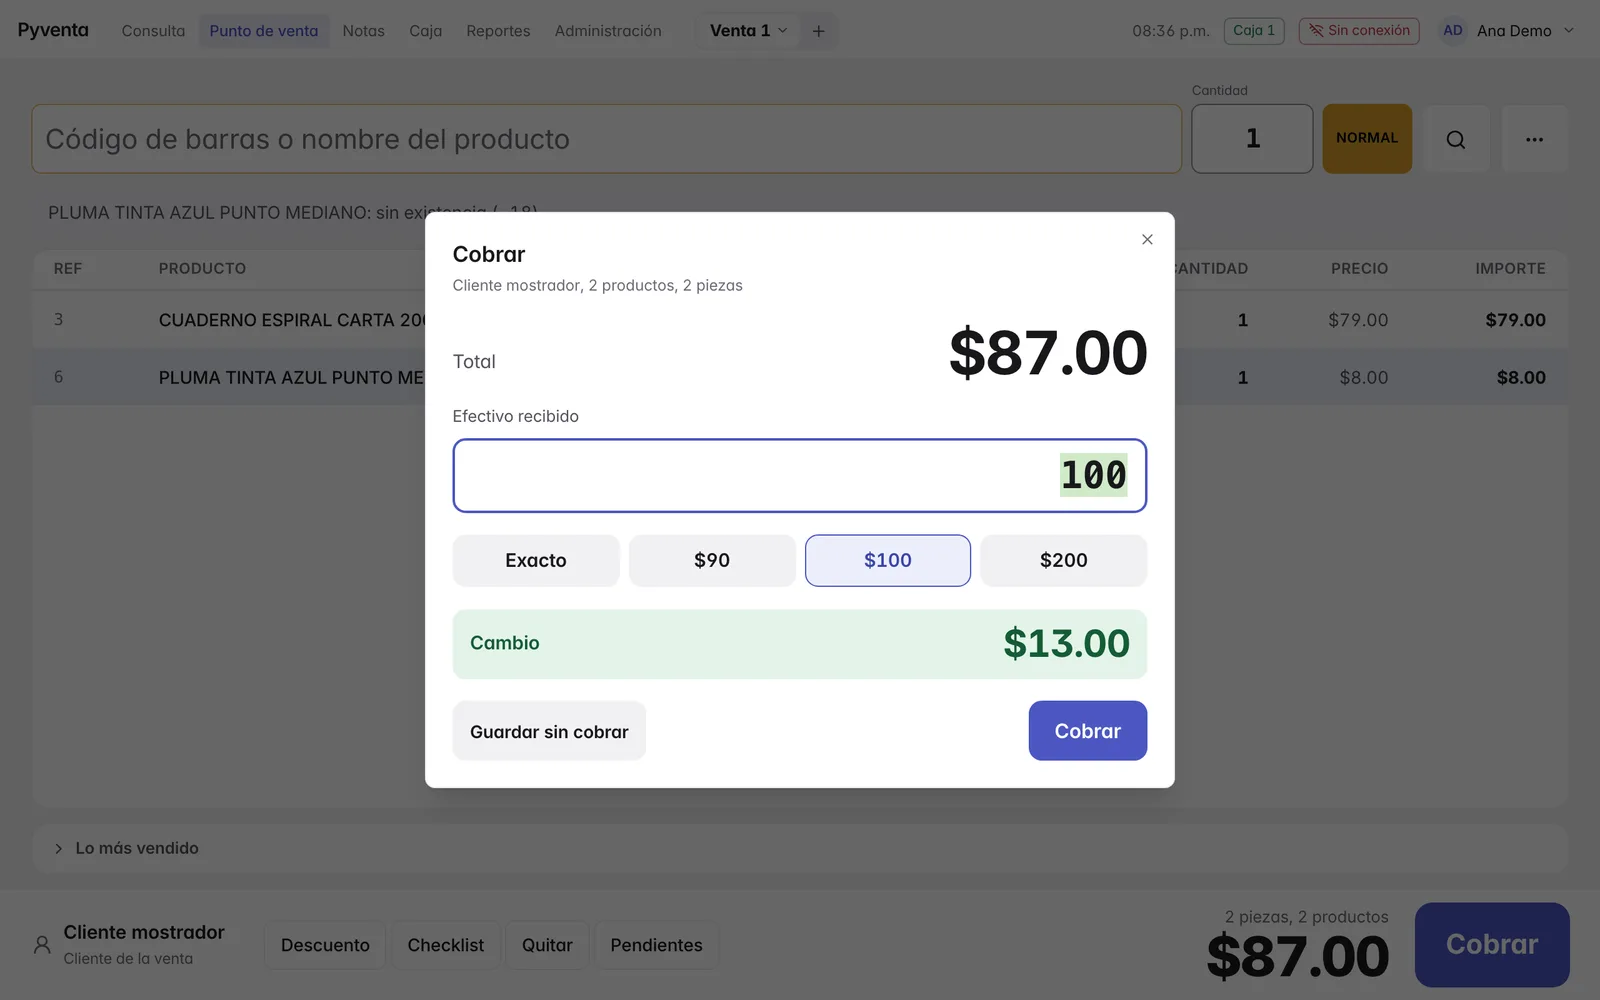 Pyventa
Consulta
Punto de venta
Notas
Caja
Reportes
Administración
Venta 1
+
08:36 p.m.
Caja 1
Sin conexión
AD
Ana Demo
Cantidad
Código de barras o nombre del producto
1
NORMAL
PLUMA TINTA AZUL PUNTO MEDIANO: sin
REF PRODUCTO CANTIDAD PRECIO IMPORTE
3 CUADERNO ESPIRAL CARTA 1 $79.00 $79.00
6 PLUMA TINTA AZUL PUNTO 1 $8.00 $8.00
Cobrar
Cliente mostrador, 2 productos, 2 piezas
Total $87.00
Efectivo recibido
100
Exacto $90 $100 $200
Cambio $13.00
Guardar sin cobrar
Cobrar
Lo más vendido
Cliente mostrador
Cliente de la venta
Descuento
Checklist
Quitar
Pendientes
2 piezas, 2 productos
$87.00
Cobrar